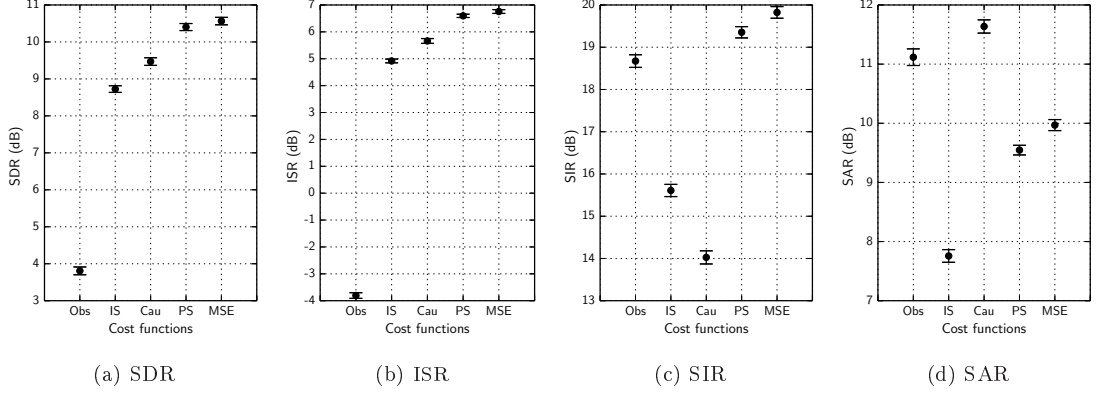 11
10
9
8
7
6
5
4
3
SDR (dB)
Obs IS Cau PS MSE
Cost functions
(a) SDR
7
6
5
4
3
2
1
0
−1
−2
−3
−4
ISR (dB)
Obs IS Cau PS MSE
Cost functions
(b) ISR
20
19
18
17
16
15
14
13
SIR (dB)
Obs IS Cau PS MSE
Cost functions
(c) SIR
12
11
10
9
8
7
SAR (dB)
Obs IS Cau PS MSE
Cost functions
(d) SAR